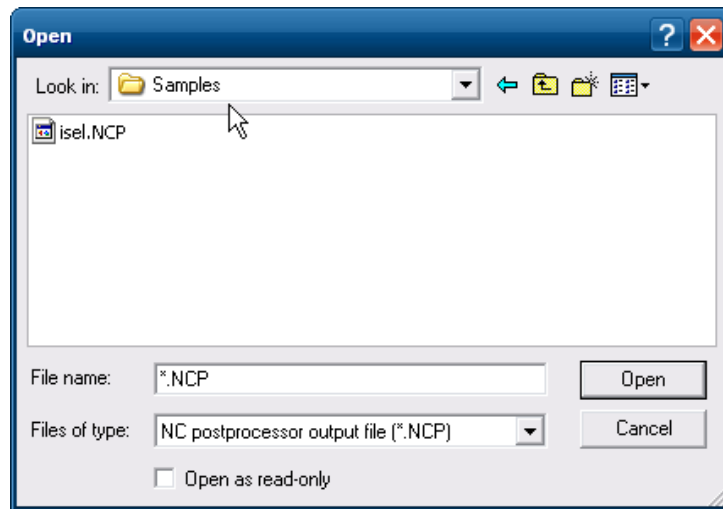 Open
Look in: Samples
isel.NCP
File name: *.NCP Open
Files of type: NC postprocessor output file (*.NCP) Cancel
Open as read-only